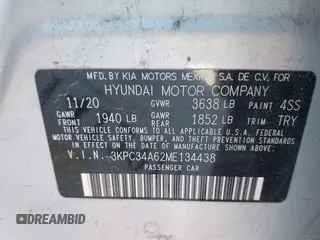 MFD. BY KIA MOTORS MEXICO S.A. DE C.V. FOR
HYUNDAI MOTOR COMPANY
11/20 GVWR 3638 LB PAINT 4SS
GAWR FRONT 1940 LB GAWR REAR 1852 LB TRIM TRY
THIS VEHICLE CONFORMS TO ALL APPLICABLE U.S.A. FEDERAL MOTOR VEHICLE SAFETY, BUMPER, AND THEFT PREVENTION STANDARDS IN EFFECT ON THE DATE OF MANUFACTURE SHOWN ABOVE.
V.I.N. 3KPC34A62ME134438
PASSENGER CAR